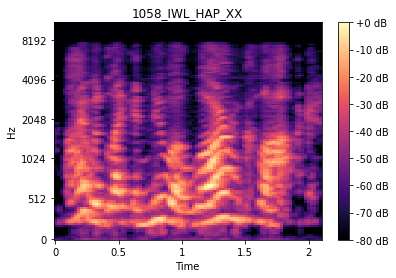 1058_IWL_HAP_XX
8192
4096
2048
1024
512
0
Hz
0
0.5
1
1.5
2
Time
+0 dB
-10 dB
-20 dB
-30 dB
-40 dB
-50 dB
-60 dB
-70 dB
-80 dB